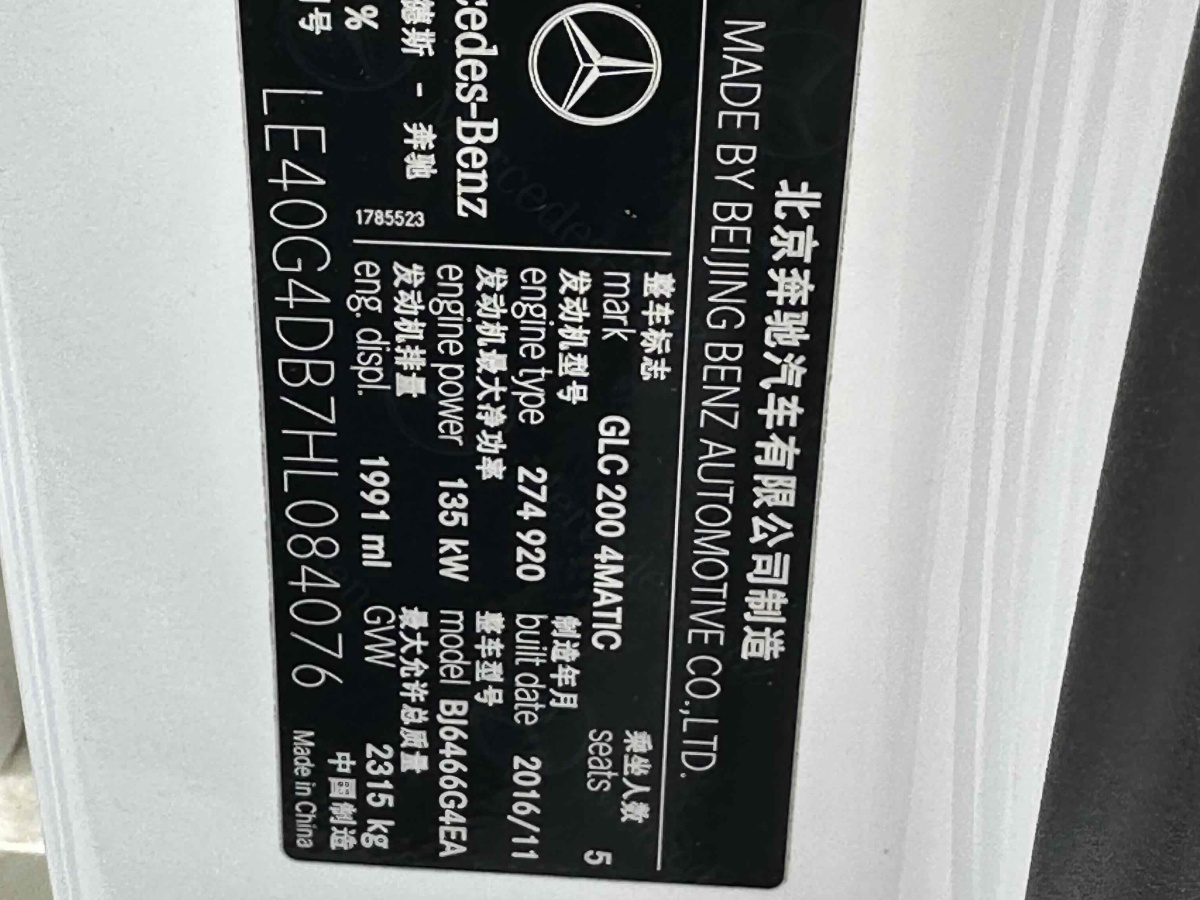 北京奔驰汽车有限公司制造
MADE BY BEIJING BENZ AUTOMOTIVE CO.,LTD.
cedes-Benz
德斯 - 奔驰
1785523
整车标志 乘坐人数
mark GLC 200 4MATIC seats 5
发动机型号 制造年月
engine type 274 920 built date 2016/11
发动机最大净功率 整车型号
engine power 135 kW model BJ6466G4EA
发动机排量 最大允许总质量
eng. displ. 1991 ml GVW 2315 kg
%
号
中国制造
LE40G4DB7HL084076 Made in China